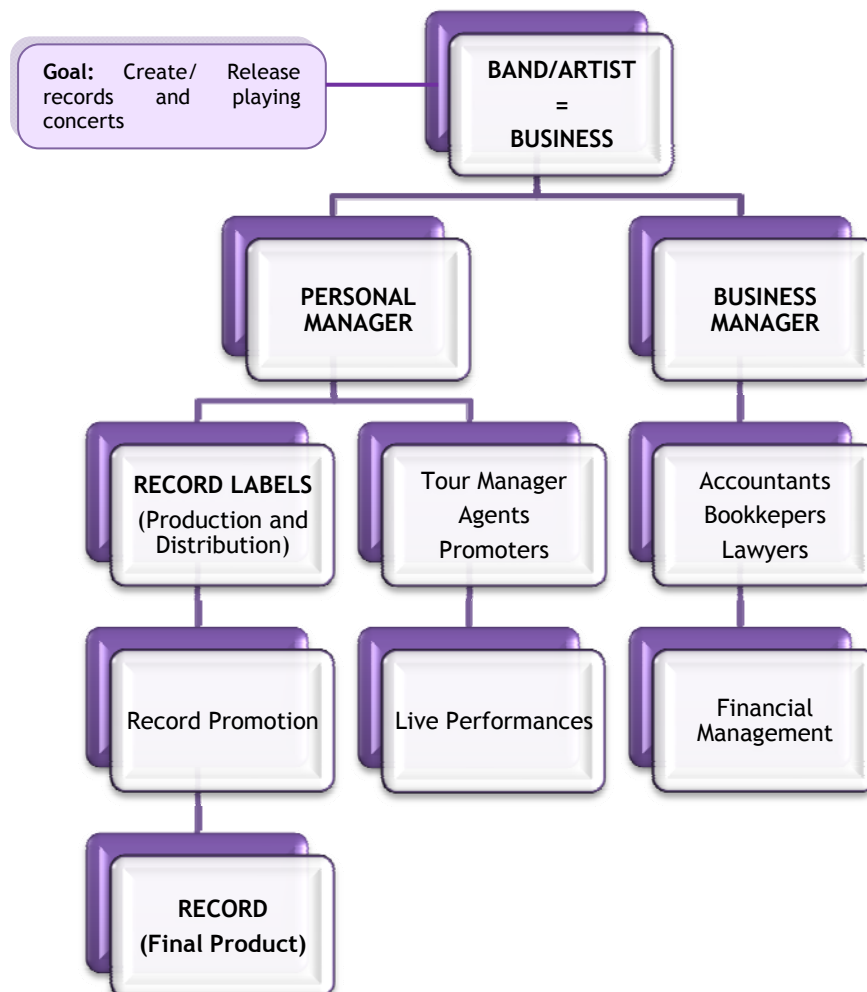 Goal: Create/ Release
records and playing
concerts
BAND/ARTIST
=
BUSINESS
PERSONAL
MANAGER
BUSINESS
MANAGER
RECORD LABELS
(Production and
Distribution)
Tour Manager
Agents
Promoters
Accountants
Bookkepers
Lawyers
Record Promotion
Live Performances
Financial
Management
RECORD
(Final Product)